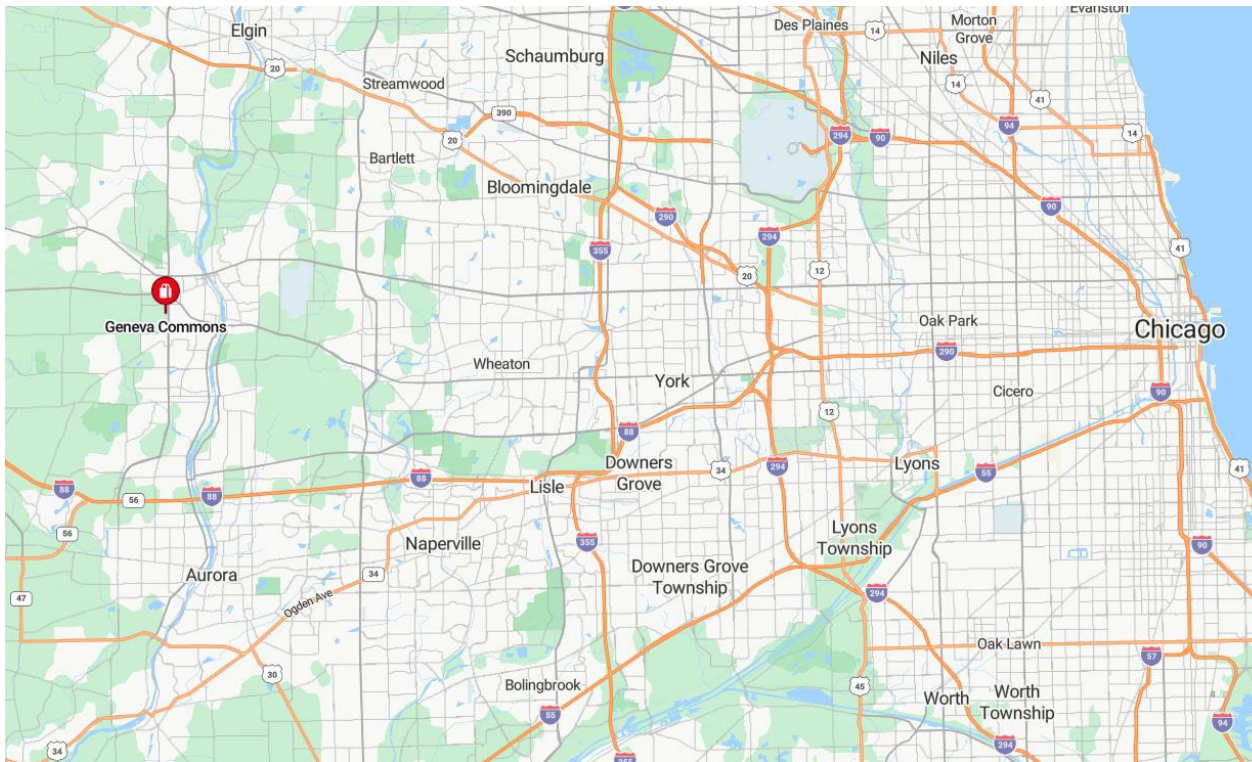 Evanston
Des Plaines
Morton
Grove
14
Elgin
Schaumburg
Niles
20
Streamwood
14
41
390
94
14
20
294
90
Bartlett
Bloomingdale
290
90
294
355
41
12
20
Geneva Commons
Oak Park
Chicago
290
Wheaton
York
Cicero
90
12
88
Downers
Grove
34
294
Lyons
55
41
88
88
Lisle
56
88
56
Lyons
Township
355
Naperville
90
Downers Grove
Township
Aurora
34
294
47
Ogden Ave
Oak Lawn
57
30
Bolingbrook
45
Worth
Worth
Township
55
94
34
294
355